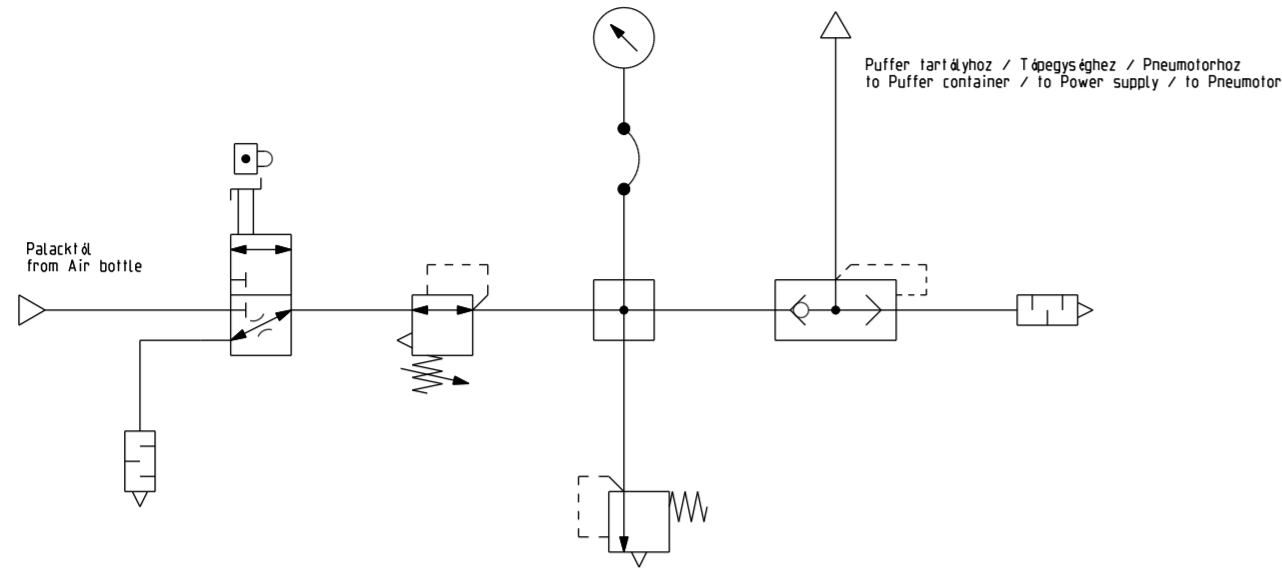 Puffer tartályhoz / Tápegységhez / Pneumotorhoz
to Puffer container / to Power supply / to Pneumotor
Palacktól
from Air bottle